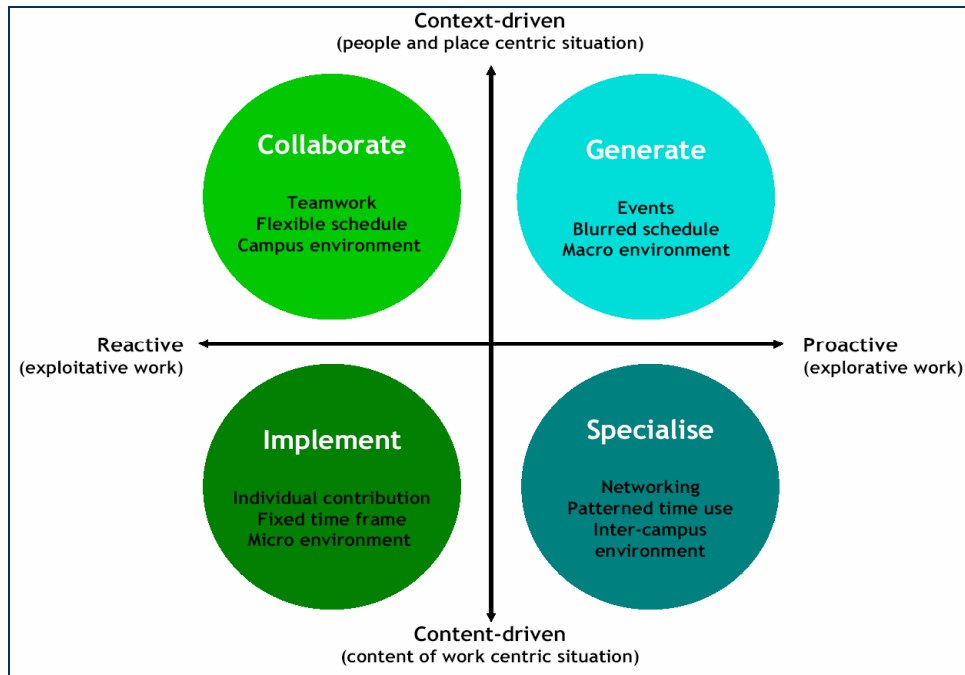 Context-driven
(people and place centric situation)
Collaborate
Teamwork
Flexible schedule
Campus environment
Generate
Events
Blurred schedule
Macro environment
Reactive
(exploitative work)
Proactive
(explorative work)
Implement
Individual contribution
Fixed time frame
Micro environment
Specialise
Networking
Patterned time use
Inter-campus
environment
Content-driven
(content of work centric situation)